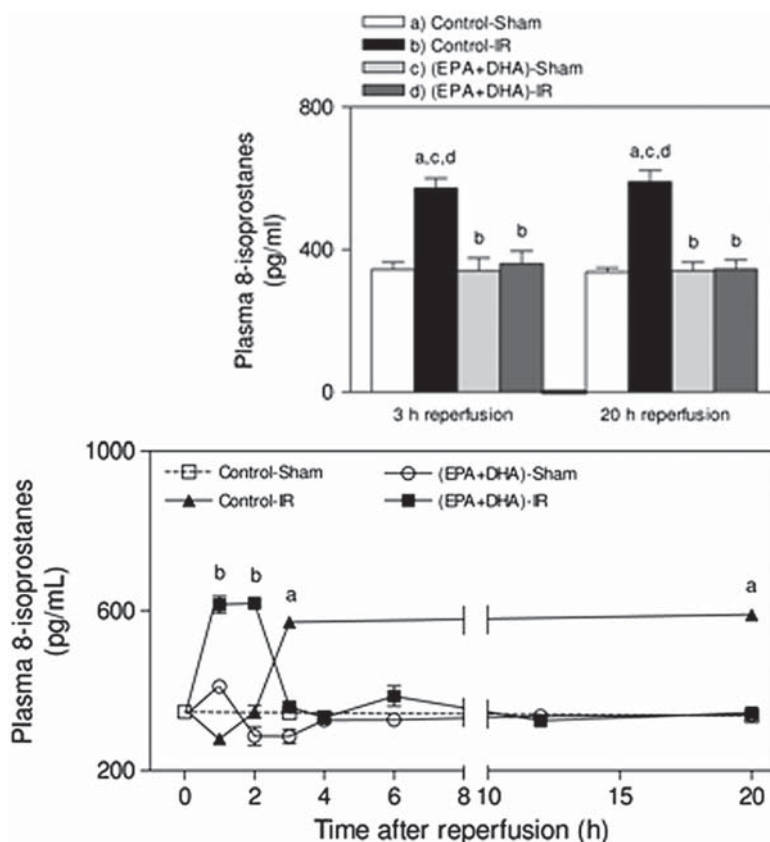 a) Control-Sham
b) Control-IR
c) (EPA+DHA)-Sham
d) (EPA+DHA)-IR
Plasma 8-isoprostanes
(pg/ml)
800
400
0
a,c,d
b
b
a,c,d
b
b
3 h reperfusion
20 h reperfusion
Plasma 8-isoprostanes
(pg/mL)
1000
600
200
Control-Sham
(EPA+DHA)-Sham
Control-IR
(EPA+DHA)-IR
b
b
a
a
0
2
4
6
8
10
15
20
Time after reperfusion (h)